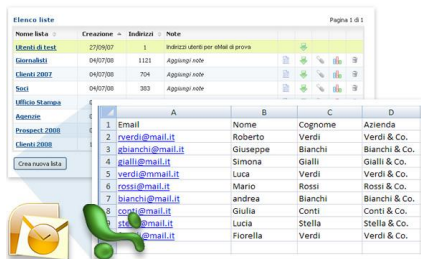 Elenco liste Pagina 1 di 1
Nome lista Creazione Indirizzi Note
Utenti di test 27/09/07 1 Indirizzi utenti per eMail di prova
Giornalisti 04/07/08 1121 Aggiungi note
Clienti 2007 04/07/08 704 Aggiungi note
Soci 04/07/08 383 Aggiungi note
Ufficio Stampa
Agenzie
Prospect 2008
Clienti 2008
Crea nuova lista
A B C D
1 Email Nome Cognome Azienda
2 rverdi@mail.it Roberto Verdi Verdi & Co.
3 gbianchi@mail.it Giuseppe Bianchi Bianchi & Co.
4 gialli@mail.it Simona Gialli Gialli & Co.
5 verdi@mmail.it Luca Verdi Verdi & Co.
6 rossi@mail.it Mario Rossi Rossi & Co.
7 bianchi@mail.it andrea Bianchi Bianchi & Co.
8 conti@mail.it Giulia Conti Conti & Co.
9 Lucia Stella Stella & Co.
Fiorella Verdi Verdi & Co.